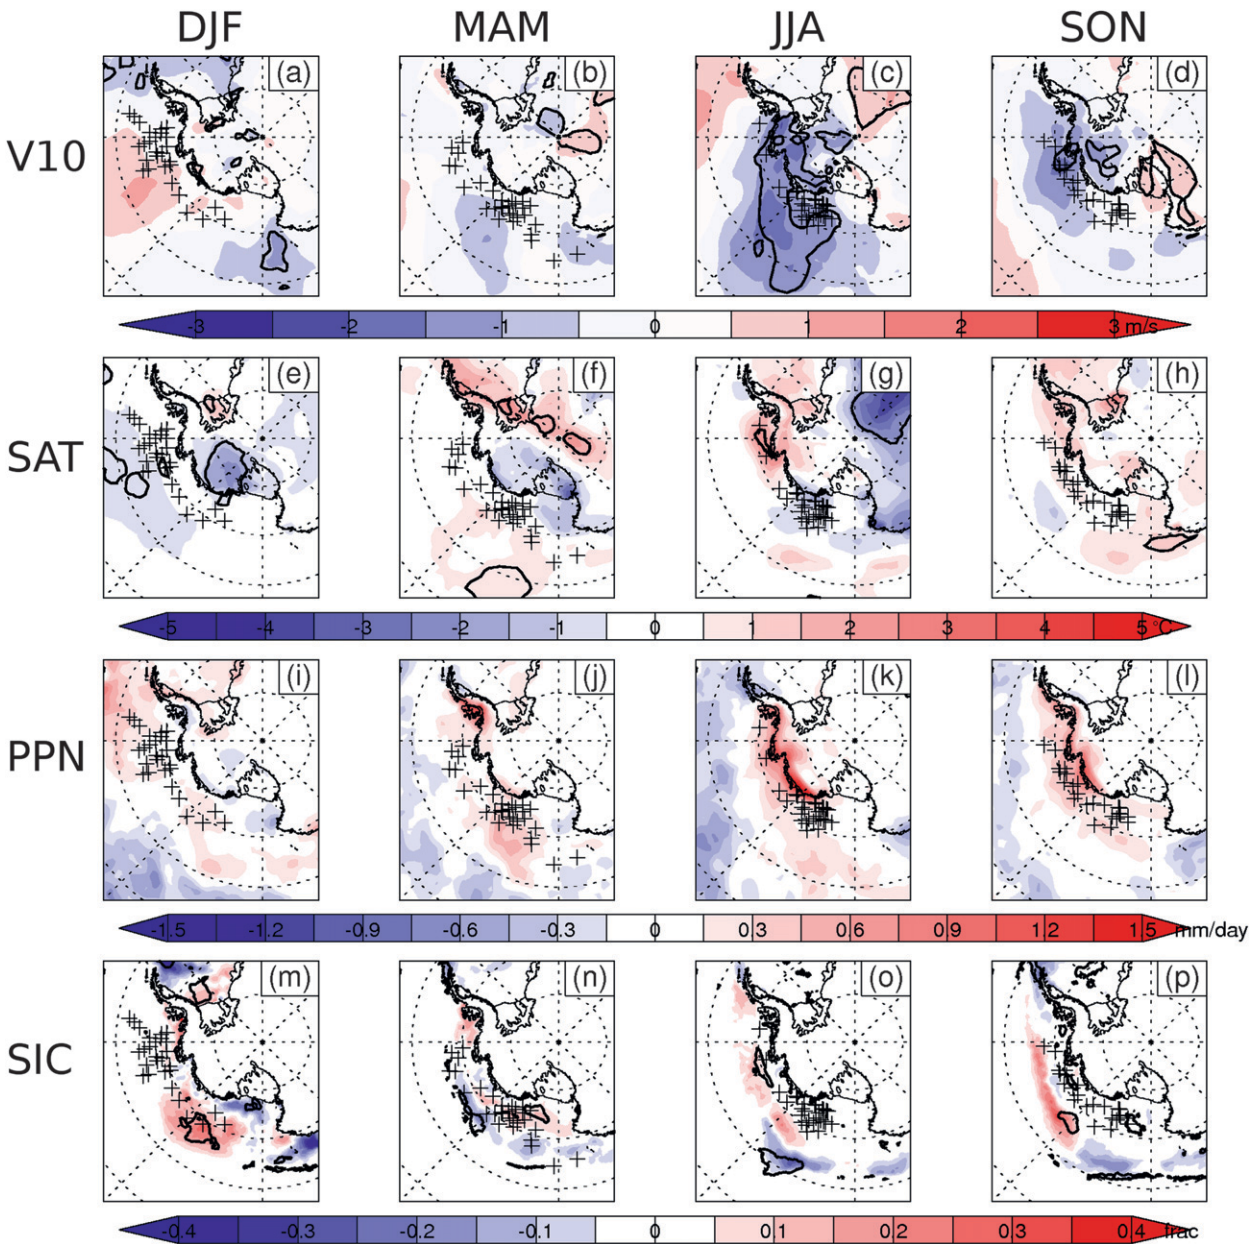 DJF MAM JJA SON
V10 (a) (b) (c) (d)
-3 -2 -1 0 1 2 3 m/s
SAT (e) (f) (g) (h)
-5 -4 -3 -2 -1 0 1 2 3 4 5 °C
PPN (i) (j) (k) (l)
-1.5 -1.2 -0.9 -0.6 -0.3 0 0.3 0.6 0.9 1.2 1.5 mm/day
SIC (m) (n) (o) (p)
-0.4 -0.3 -0.2 -0.1 0 0.1 0.2 0.3 0.4 frac